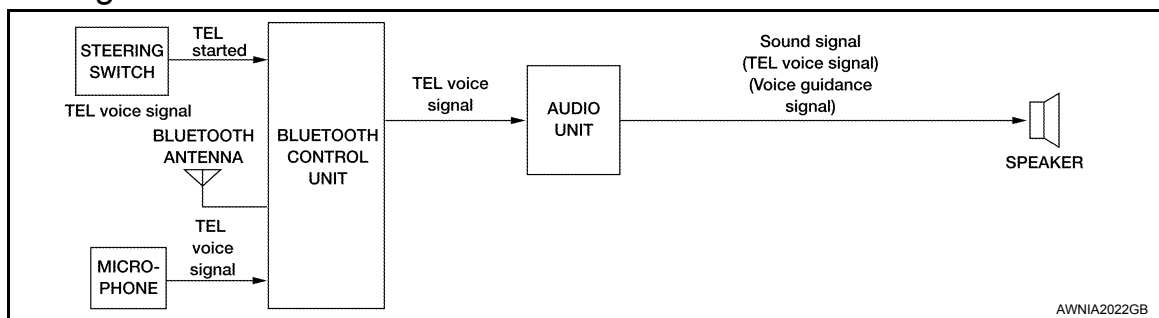 STEERING
SWITCH
TEL
started
TEL voice signal
BLUETOOTH
ANTENNA
TEL
voice
signal
MICRO-
PHONE
BLUETOOTH
CONTROL
UNIT
TEL voice
signal
AUDIO
UNIT
Sound signal
(TEL voice signal)
(Voice guidance
signal)
SPEAKER
AWNIA2022GB